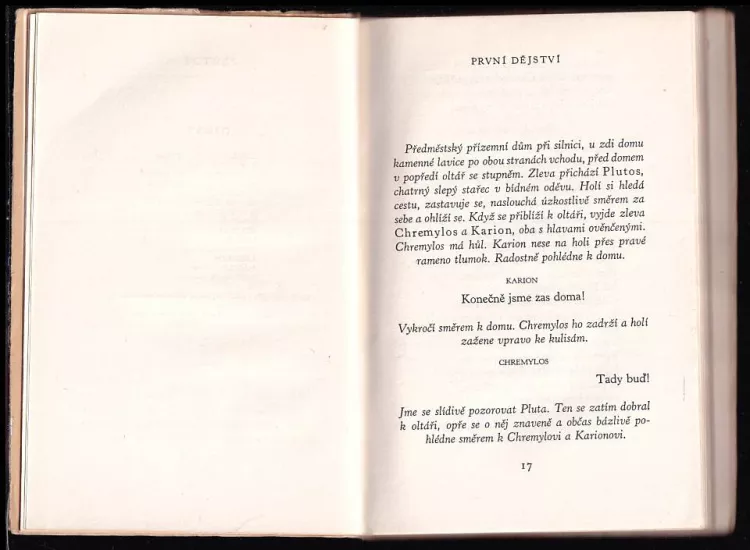 PRVNÍ DĚJSTVÍ
Předměstský přízemní dům při silnici, u zdi domu
kamenné lavice po obou stranách vchodu, před domem
v popředí oltář se stupněm. Zleva přichází Plutos,
chatrný slepý stařec v bídném oděvu. Holí si hledá
cestu, zastavuje se, naslouchá úzkostlivě směrem za
sebe a ohlíží se. Když se přiblíží k oltáři, vyjde zleva
Chremylos a Karion, oba s hlavami ověnčenými.
Chremylos má hůl. Karion nese na holi přes pravé
rameno tlumok. Radostně pohlédne k domu.
KARION
Konečně jsme zas doma!
Vykročí směrem k domu. Chremylos ho zadrží a holí
zažene vpravo ke kulisám.
CHREMYLOS
Tady buď!
Jme se slídivě pozorovat Pluta. Ten se zatím dobral
k oltáři, opře se o něj znaveně a občas bázlivě po-
hlédne směrem k Chremylovi a Karionovi.
17